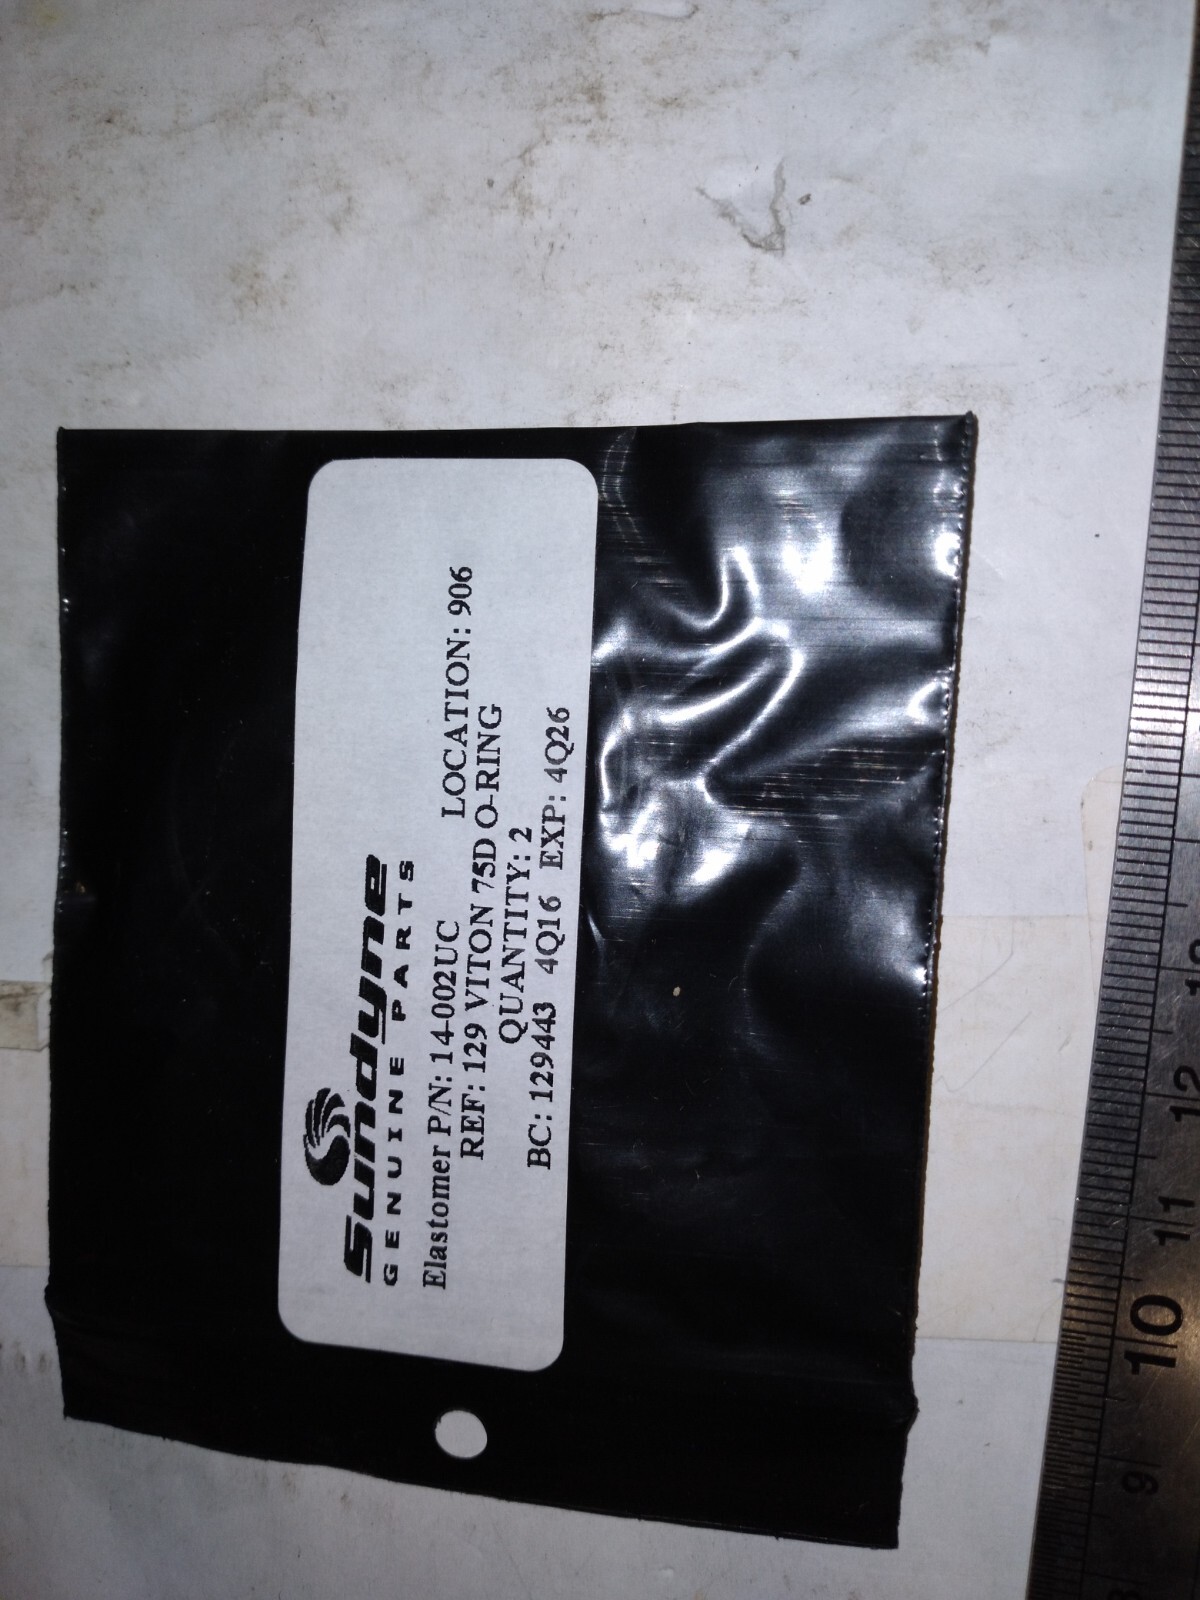 Sundyne
GENUINE PARTS
Elastomer P/N: 14-002UC LOCATION: 906
REF: 129 VITON 75D O-RING
QUANTITY: 2
BC: 129443 4Q16 EXP: 4Q26
9 10 11 12